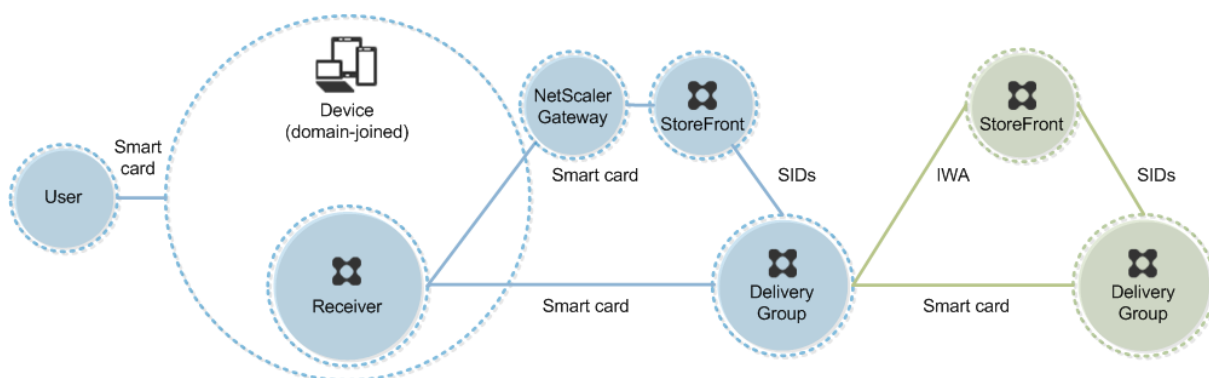 User
Smart
card
Device
(domain-joined)
Receiver
NetScaler
Gateway
StoreFront
Smart card
SIDs
Smart card
Delivery
Group
IWA
StoreFront
SIDs
Smart card
Delivery
Group